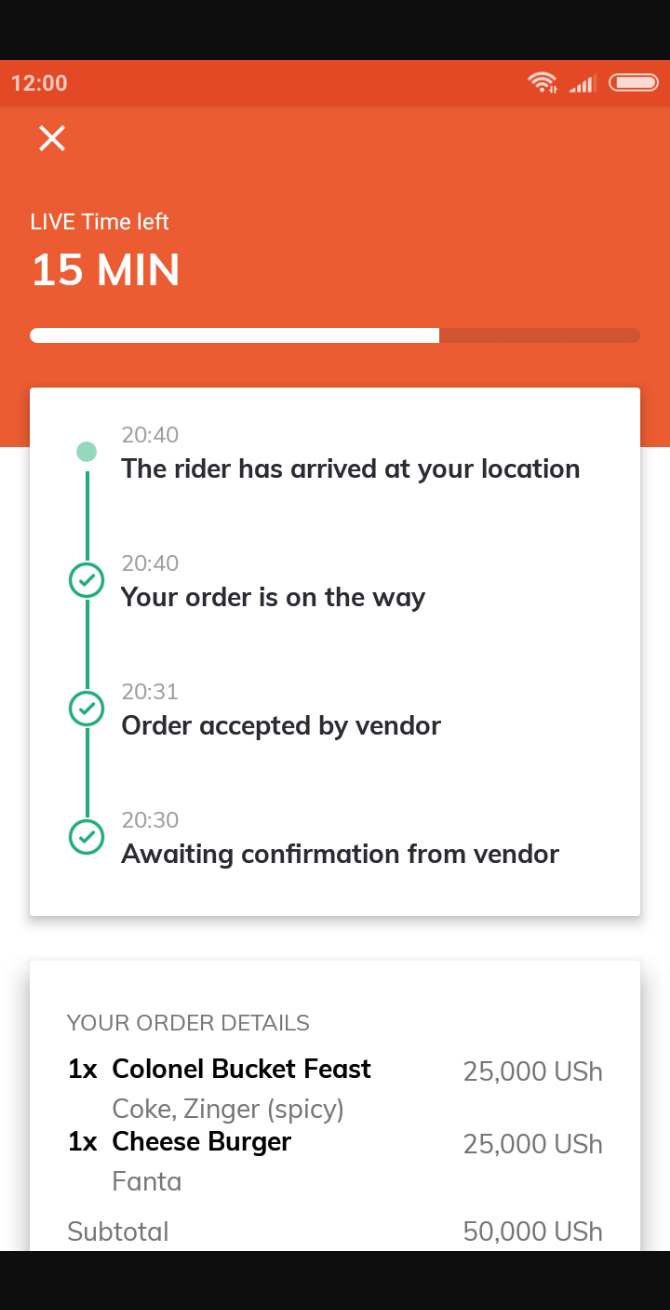 12:00
LIVE Time left
15 MIN
20:40
The rider has arrived at your location
20:40
Your order is on the way
20:31
Order accepted by vendor
20:30
Awaiting confirmation from vendor
YOUR ORDER DETAILS
1x Colonel Bucket Feast 25,000 USh
Coke, Zinger (spicy)
1x Cheese Burger 25,000 USh
Fanta
Subtotal 50,000 USh